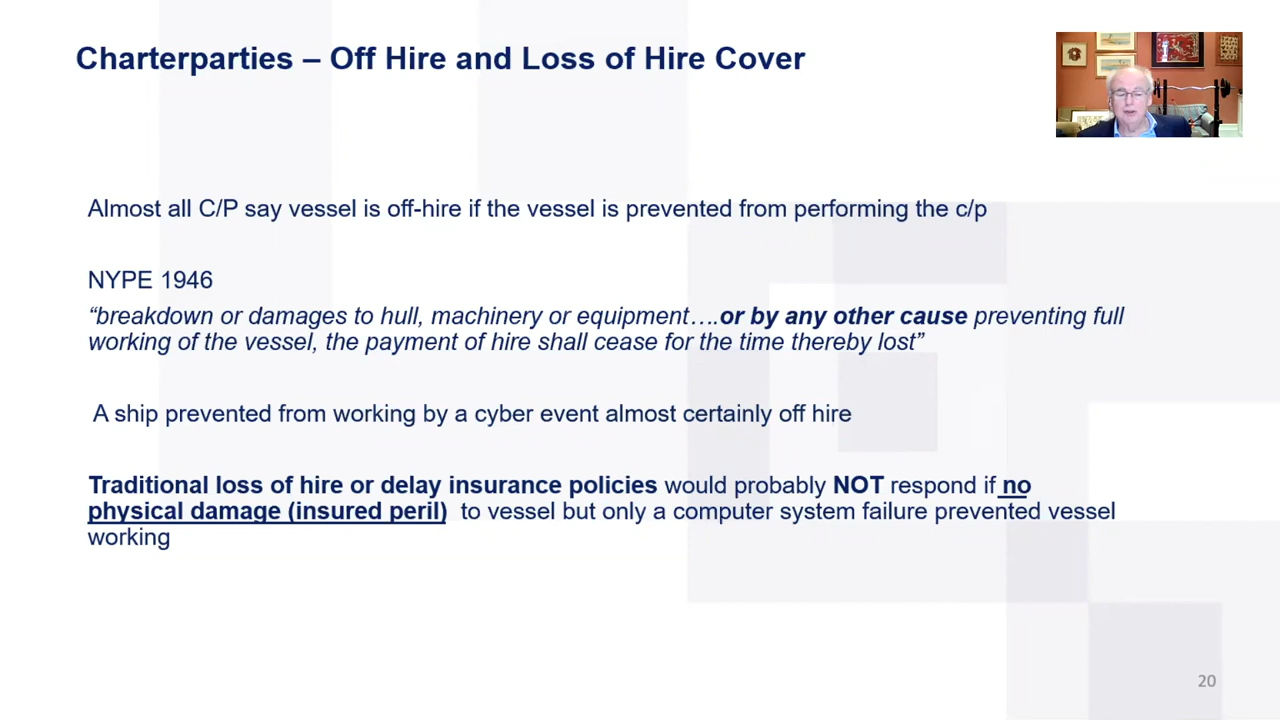 Charterparties – Off Hire and Loss of Hire Cover
Almost all C/P say vessel is off-hire if the vessel is prevented from performing the c/p
NYPE 1946
“breakdown or damages to hull, machinery or equipment….or by any other cause preventing full
working of the vessel, the payment of hire shall cease for the time thereby lost”
A ship prevented from working by a cyber event almost certainly off hire
Traditional loss of hire or delay insurance policies would probably NOT respond if no
physical damage (insured peril) to vessel but only a computer system failure prevented vessel
working
20